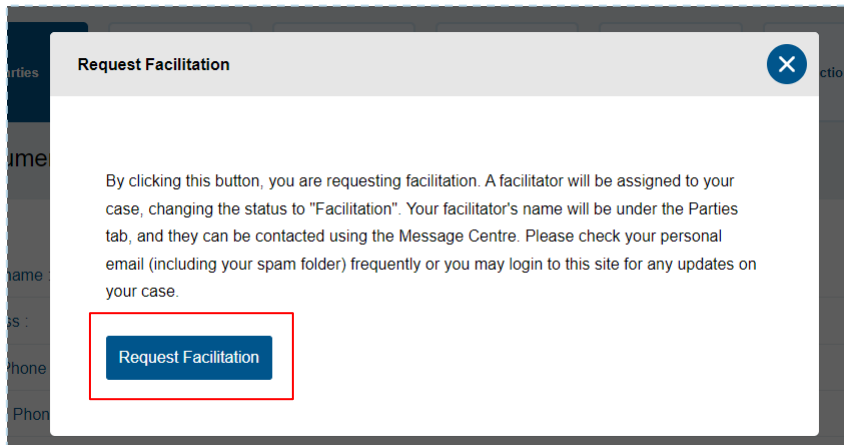 Request Facilitation
By clicking this button, you are requesting facilitation. A facilitator will be assigned to your
case, changing the status to "Facilitation". Your facilitator's name will be under the Parties
tab, and they can be contacted using the Message Centre. Please check your personal
email (including your spam folder) frequently or you may login to this site for any updates on
your case.
Request Facilitation
Phone
Phon